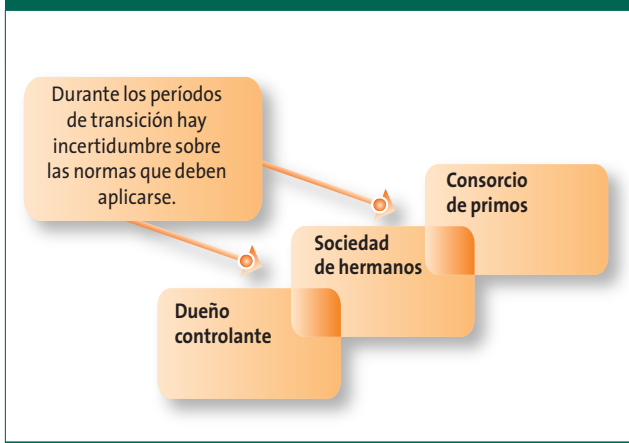 Durante los períodos
de transición hay
incertidumbre sobre
las normas que deben
aplicarse.
Consorcio
de primos
Sociedad
de hermanos
Dueño
controlante